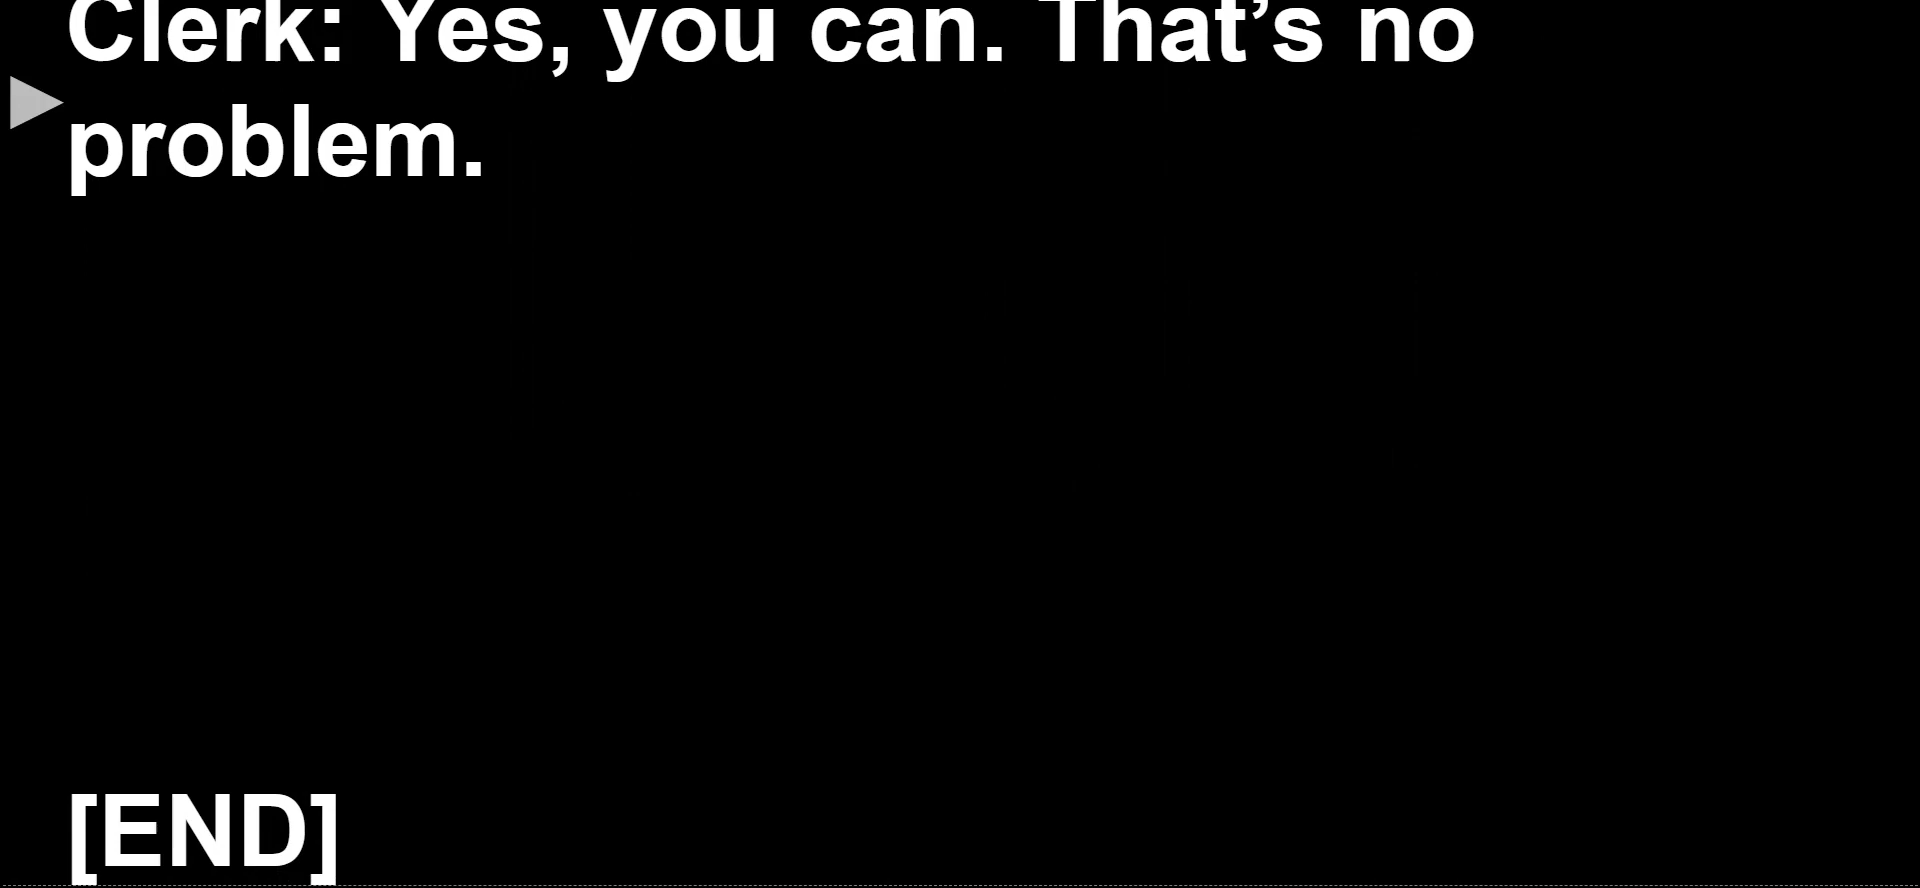 Clerk: Yes, you can. That’s no
problem.
[END]